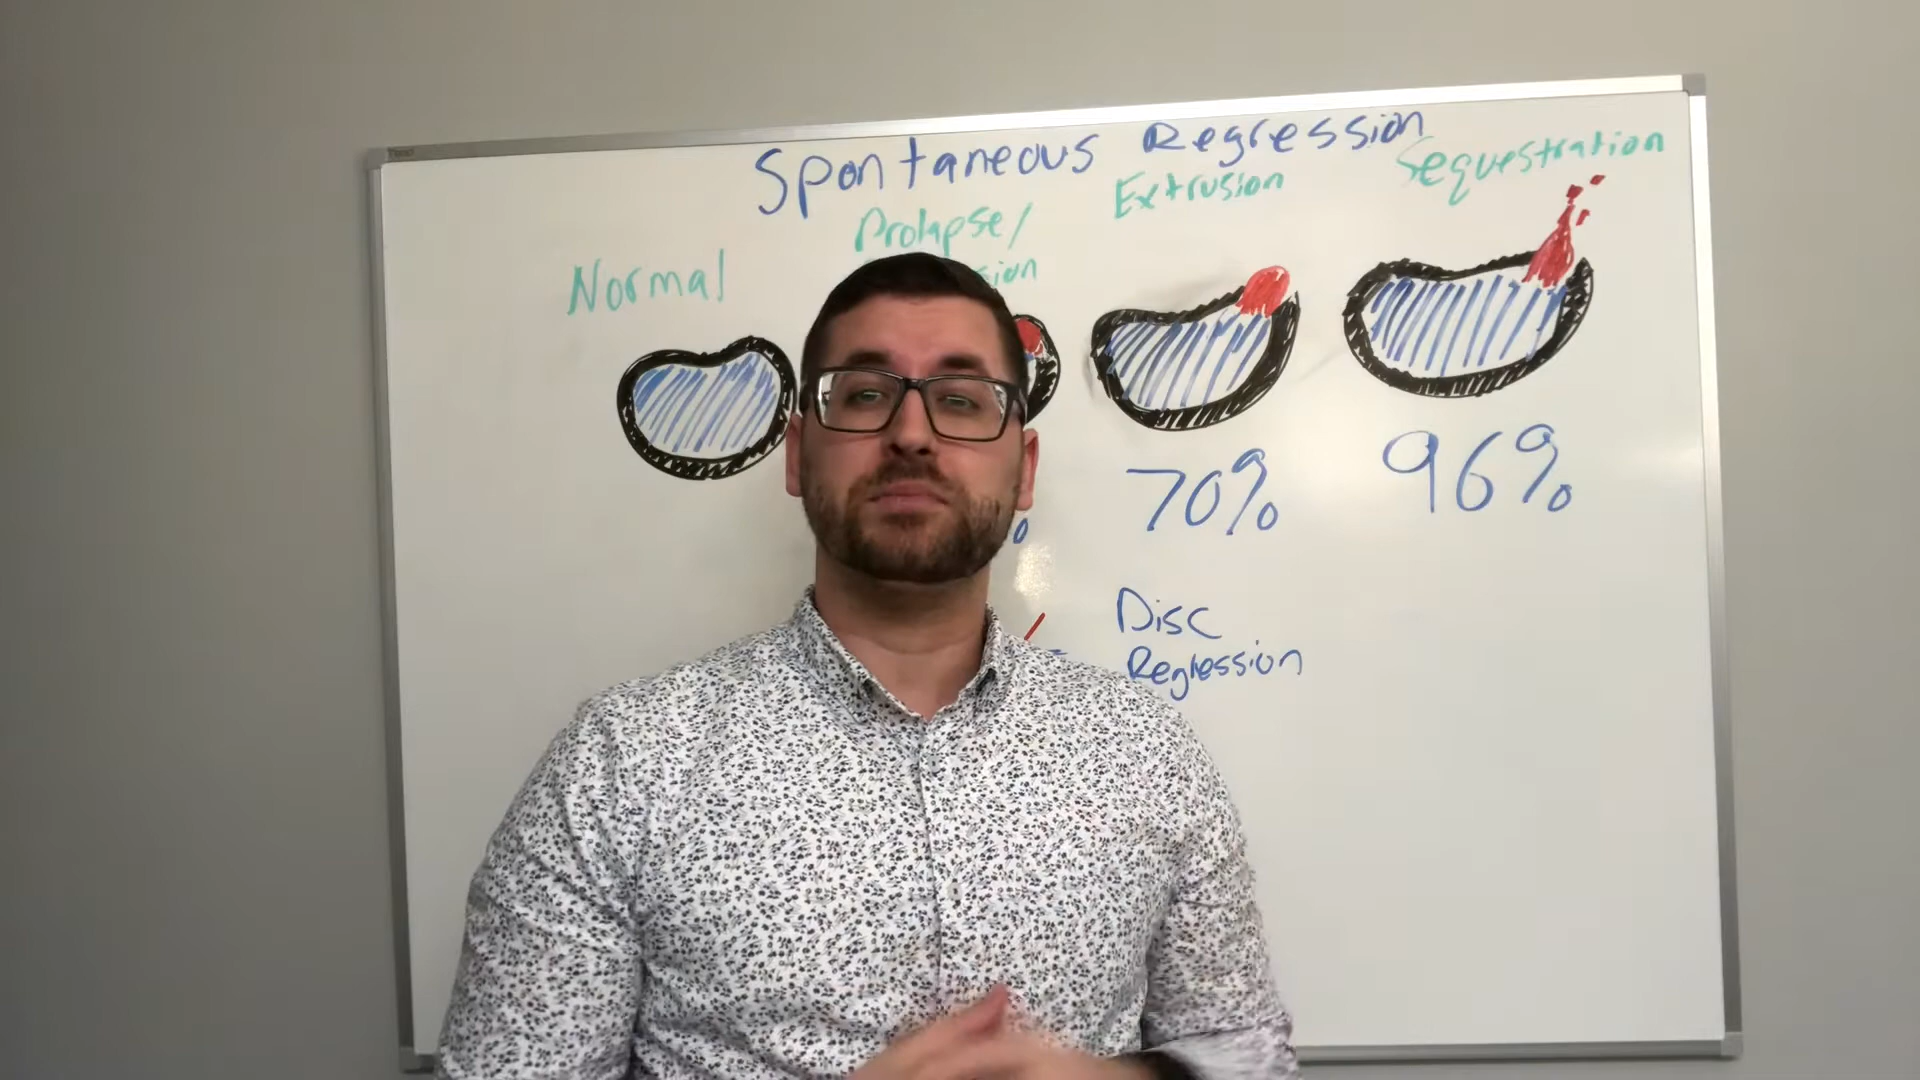 Spontaneous Regression
Normal
Prolapse/
Extrusion
Sequestration
70%
96%
Disc
Regression